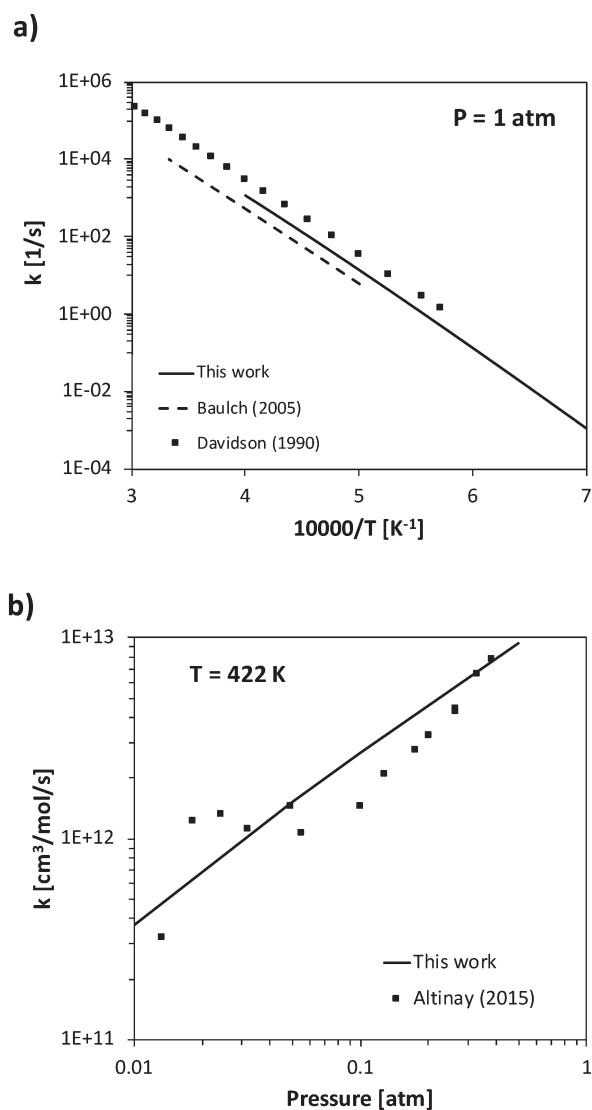 a)
1E+06
P = 1 atm
1E+04
1E+02
k [1/s]
1E+00
This work
1E-02
Baulch (2005)
Davidson (1990)
1E-04
3 4 5 6 7
10000/T [K-1]
b)
1E+13
T = 422 K
k [cm3/mol/s]
1E+12
This work
Altinay (2015)
1E+11
0.01 0.1 1
Pressure [atm]